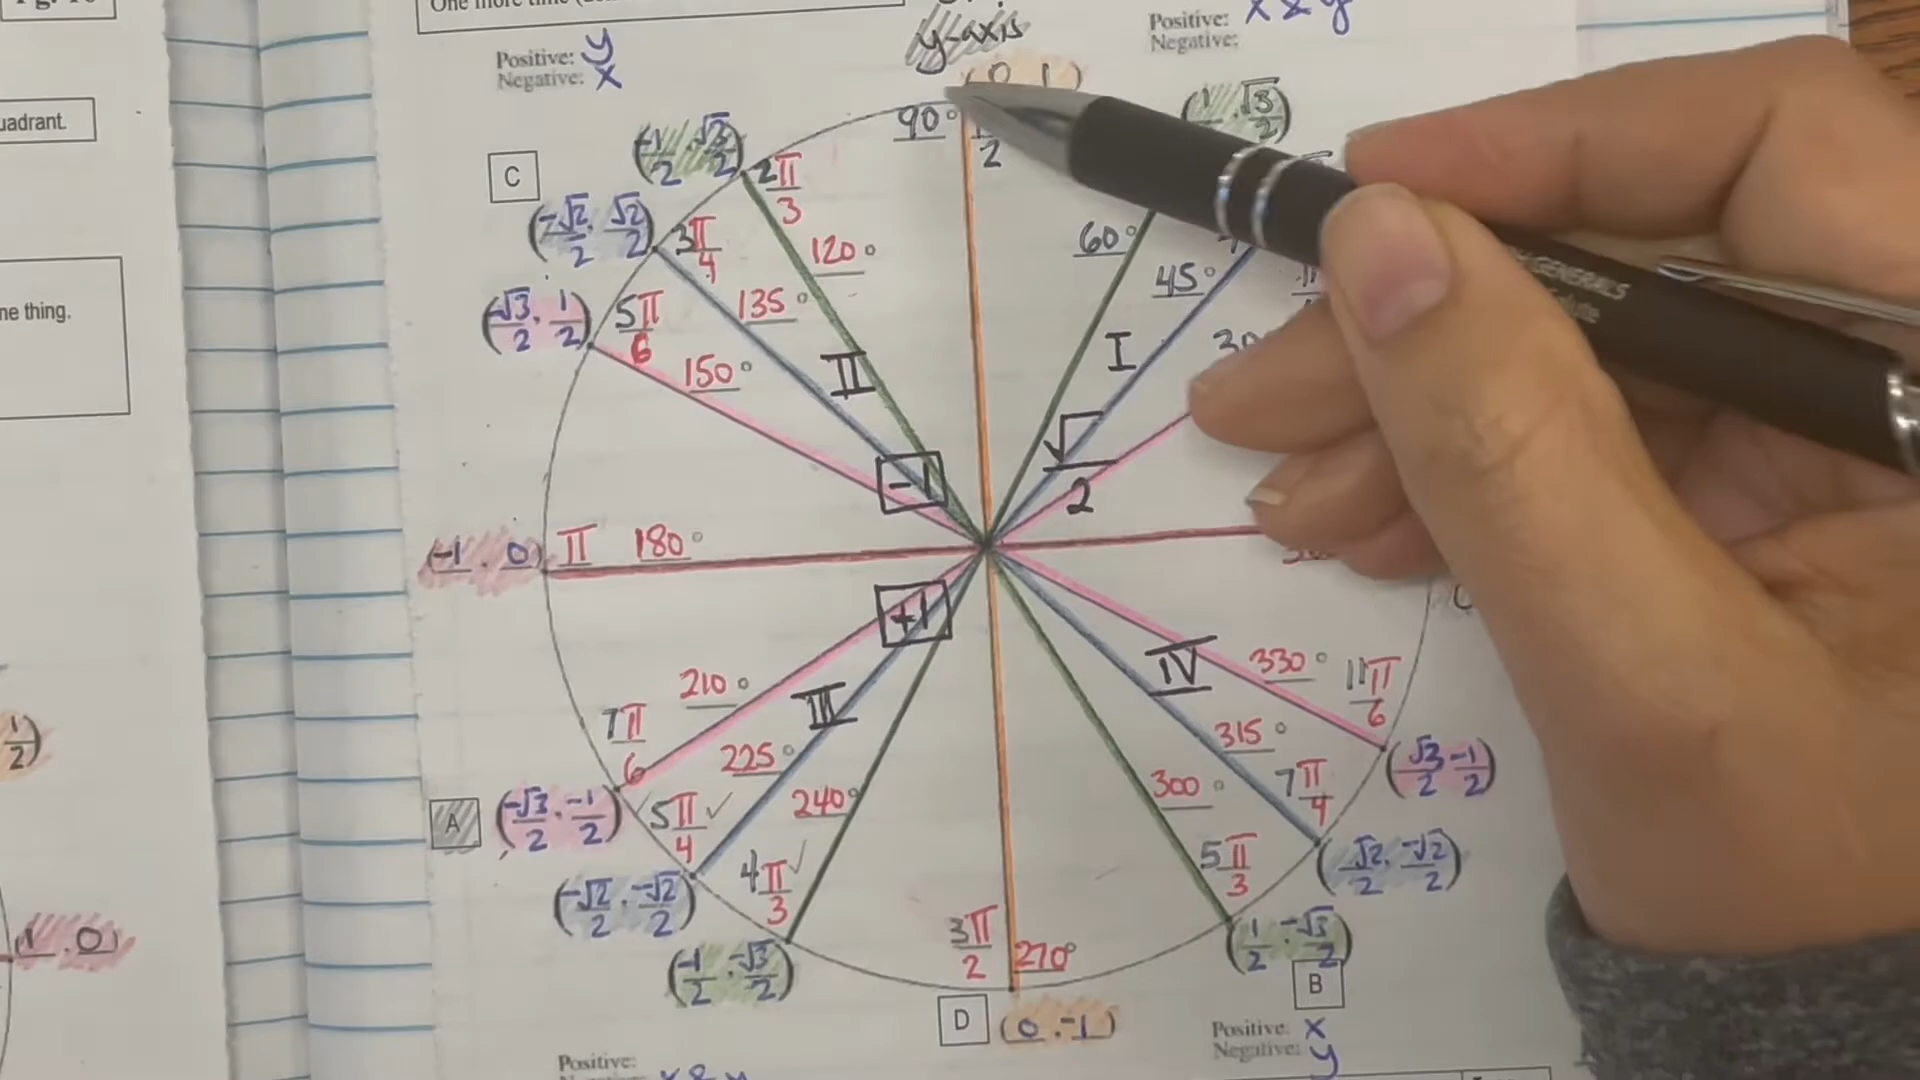 One more time
Positive: y
Negative: x
y-axis
(0 1)
Positive: x & y
Negative:
uadrant.
ne thing.
C
(-1/2, √3/2)
2π/3
120°
(-√2/2, √2/2)
3π/4
135°
(-√3/2, 1/2)
5π/6
150°
II
90°
60°
45°
I
√/2
-1
(-1, 0) π 180°
+1
210°
7π/6
III
225°
A
(-√3/2, -1/2)
5π/4 ✓
240°
4π/3 ✓
(-√2/2, -√2/2)
(-1/2, -√3/2)
IV
330°
11π/6
315°
7π/4
(√3/2 -1/2)
300°
5π/3
(√2/2, -√2/2)
(1/2, -√3/2)
B
3π/2 270°
D (0, -1)
Positive: x
Negative: y
Positive:
(1, 0)
GENERALS